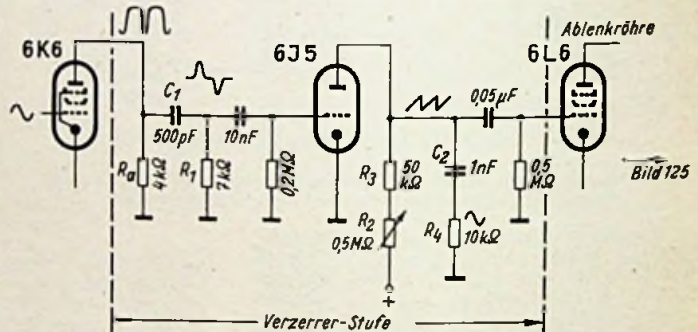 Ablenkröhre
6K6
6J5
6L6
C1
500pF
10nF
0,05µF
Ra
4kΩ
R1
7kΩ
0,2MΩ
R3
50
kΩ
R2
0,5MΩ
C2
1nF
R4
10kΩ
0,5
MΩ
Bild 125
+
Verzerrer-Stufe